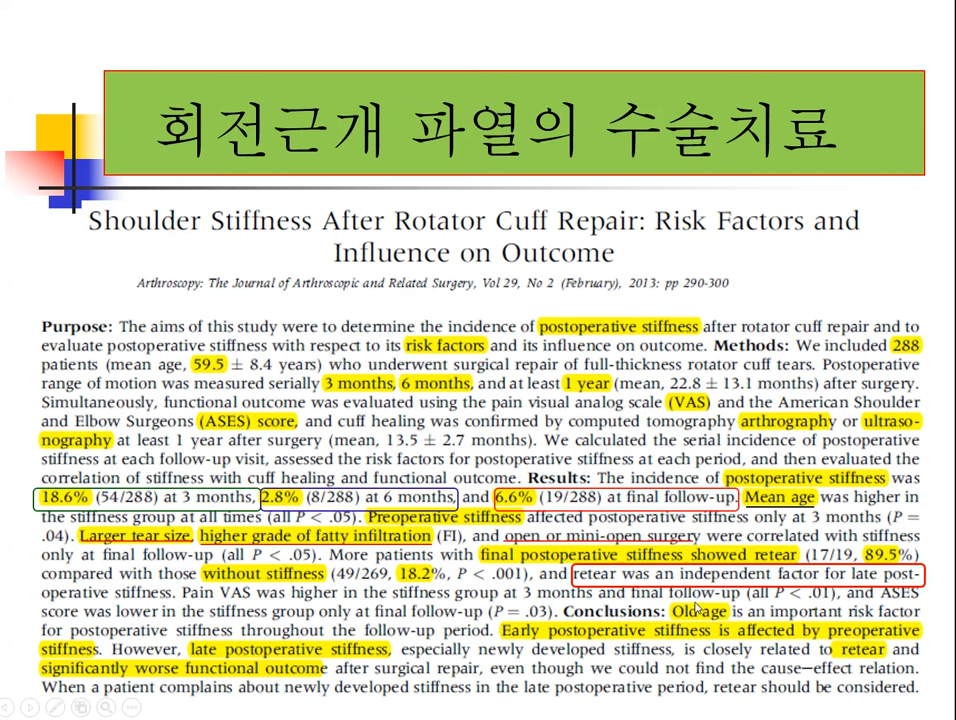 회전근개 파열의 수술치료
Shoulder Stiffness After Rotator Cuff Repair: Risk Factors and
Influence on Outcome
Arthroscopy: The Journal of Arthroscopic and Related Surgery, Vol 29, No 2 (February), 2013: pp 290-300
Purpose: The aims of this study were to determine the incidence of postoperative stiffness after rotator cuff repair and to
evaluate postoperative stiffness with respect to its risk factors and its influence on outcome. Methods: We included 288
patients (mean age, 59.5 ± 8.4 years) who underwent surgical repair of full-thickness rotator cuff tears. Postoperative
range of motion was measured serially 3 months, 6 months, and at least 1 year (mean, 22.8 ± 13.1 months) after surgery.
Simultaneously, functional outcome was evaluated using the pain visual analog scale (VAS) and the American Shoulder
and Elbow Surgeons (ASES) score, and cuff healing was confirmed by computed tomography arthrography or ultraso-
nography at least 1 year after surgery (mean, 13.5 ± 2.7 months). We calculated the serial incidence of postoperative
stiffness at each follow-up visit, assessed the risk factors for postoperative stiffness at each period, and then evaluated the
correlation of stiffness with cuff healing and functional outcome. Results: The incidence of postoperative stiffness was
18.6% (54/288) at 3 months, 2.8% (8/288) at 6 months, and 6.6% (19/288) at final follow-up. Mean age was higher in
the stiffness group at all times (all P < .05). Preoperative stiffness affected postoperative stiffness only at 3 months (P =
.04). Larger tear size, higher grade of fatty infiltration (FI), and open or mini-open surgery were correlated with stiffness
only at final follow-up (all P < .05). More patients with final postoperative stiffness showed retear (17/19, 89.5%)
compared with those without stiffness (49/269, 18.2%, P < .001), and retear was an independent factor for late post-
operative stiffness. Pain VAS was higher in the stiffness group at 3 months and final follow-up (all P < .01), and ASES
score was lower in the stiffness group only at final follow-up (P = .03). Conclusions: Old age is an important risk factor
for postoperative stiffness throughout the follow-up period. Early postoperative stiffness is affected by preoperative
stiffness. However, late postoperative stiffness, especially newly developed stiffness, is closely related to retear and
significantly worse functional outcome after surgical repair, even though we could not find the cause–effect relation.
When a patient complains about newly developed stiffness in the late postoperative period, retear should be considered.